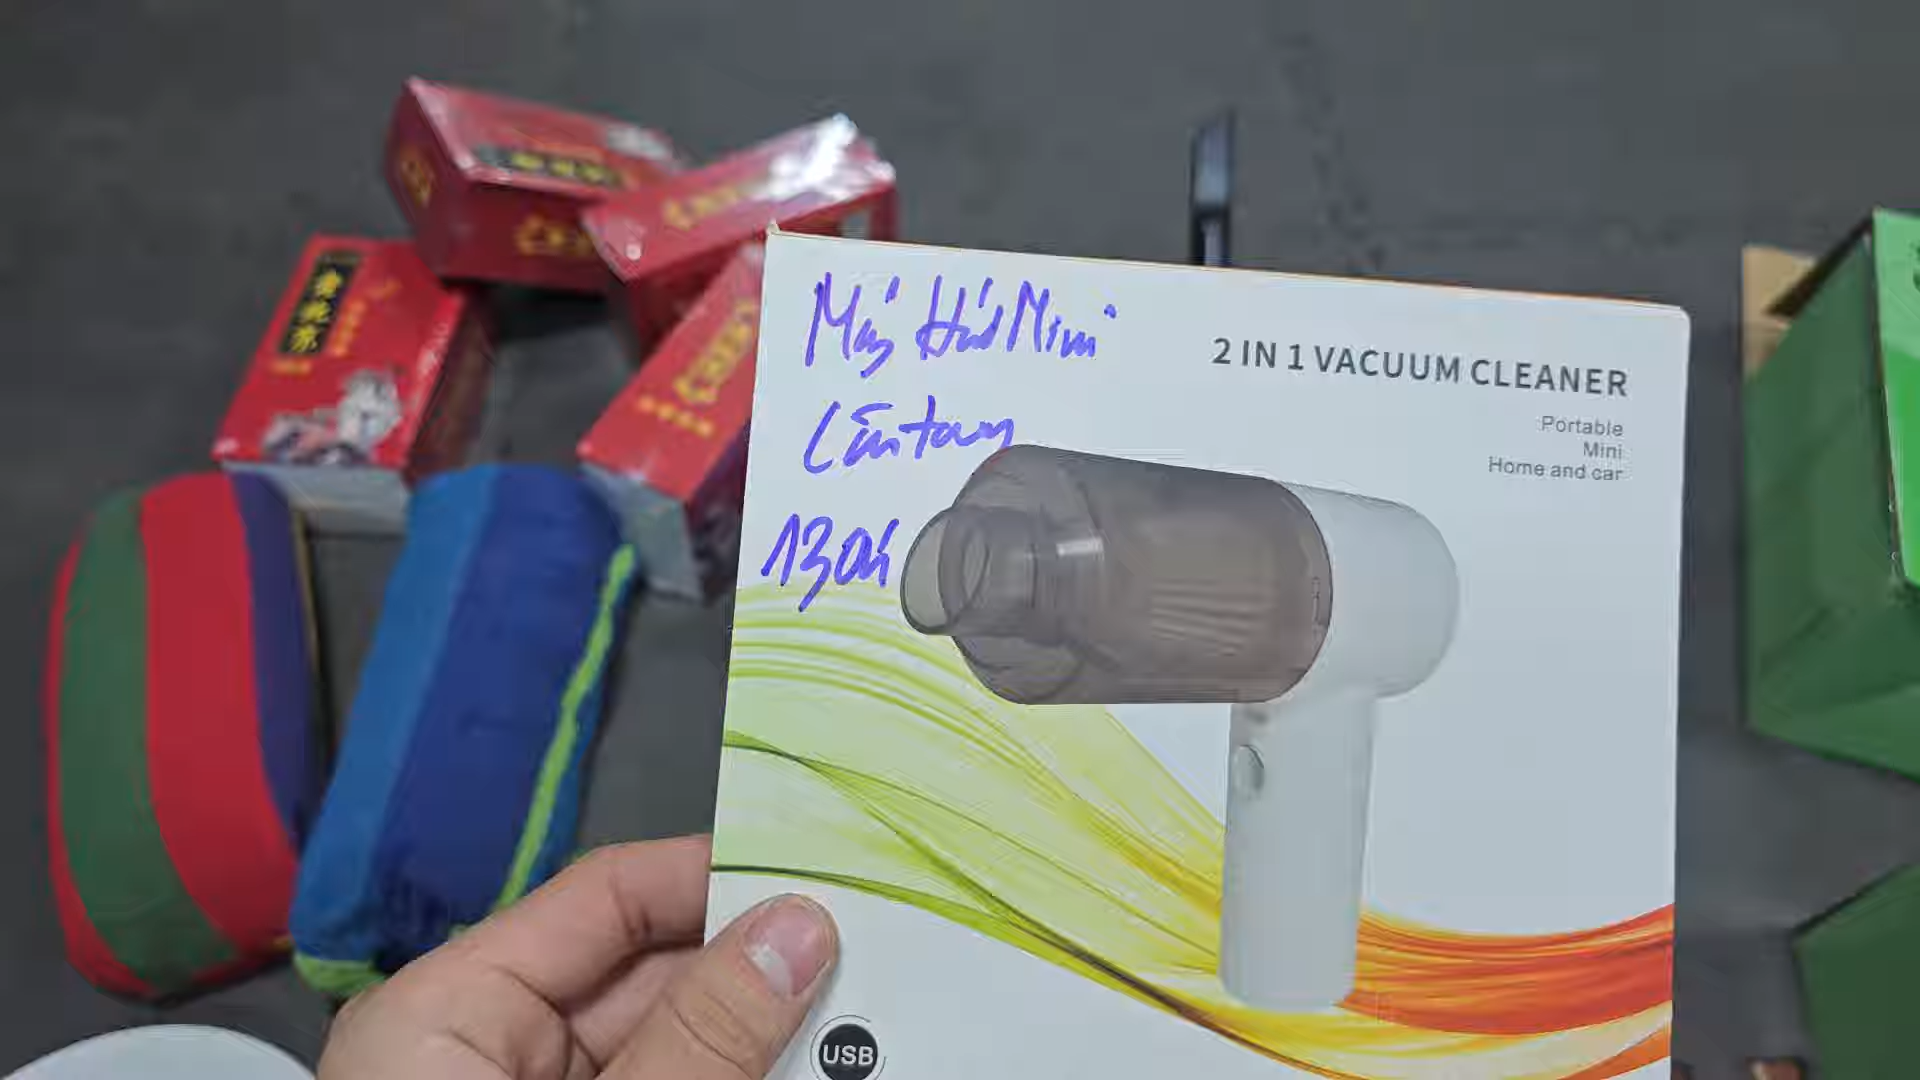 Máy Hút Mini
Cầm tay
130k
2 IN 1 VACUUM CLEANER
Portable
Mini
Home and car
USB